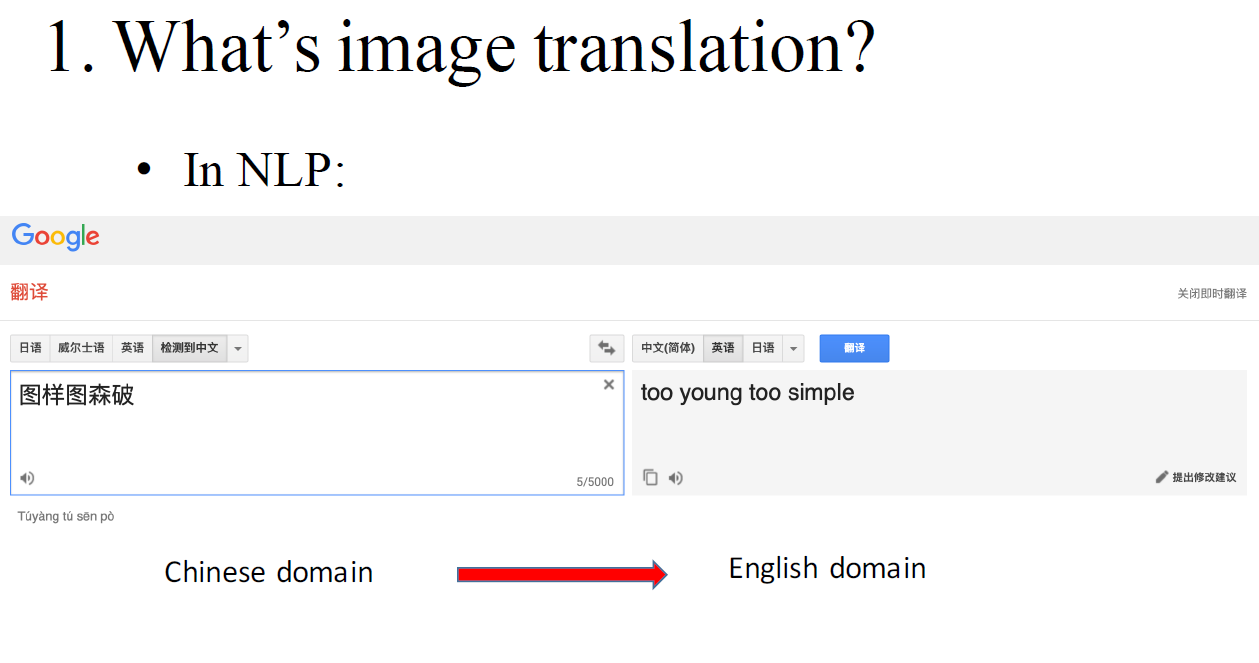 1. What’s image translation?
• In NLP:
Google
翻译
关闭即时翻译
日语 威尔士语 英语 检测到中文
中文(简体) 英语 日语 翻译
图样图森破
too young too simple
5/5000
提出修改建议
Túyàng tú sēn pò
Chinese domain
English domain